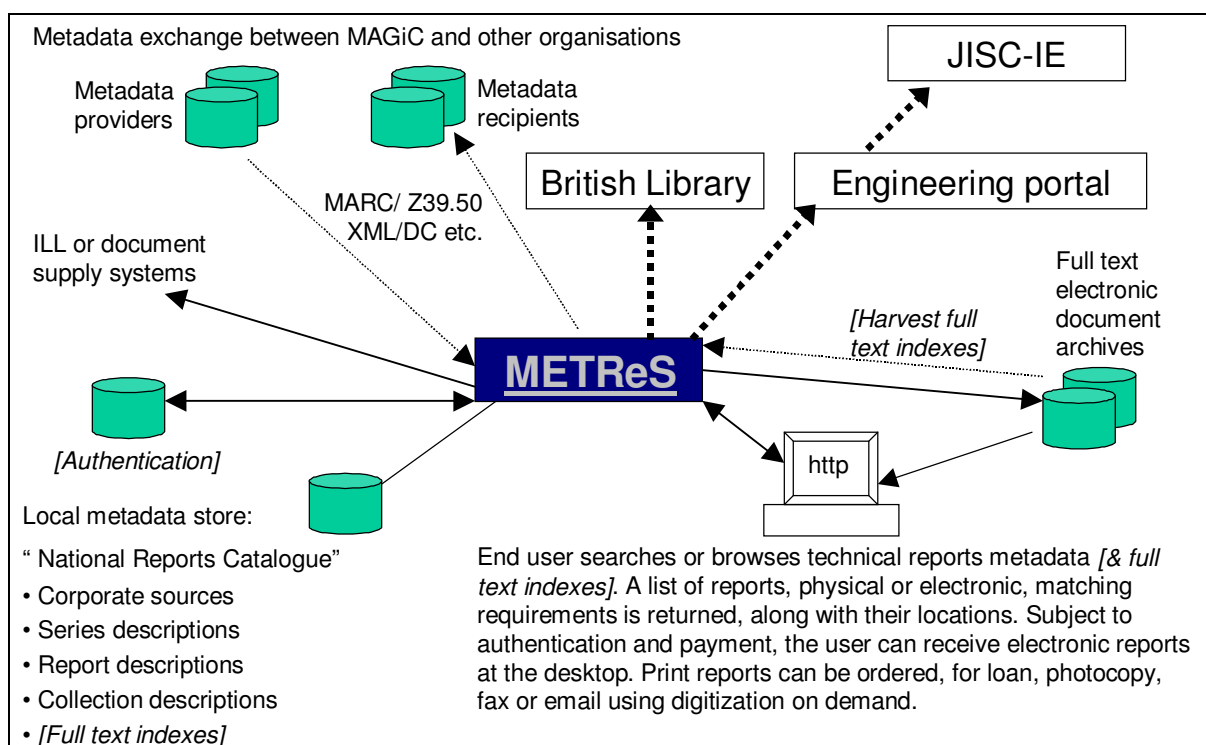 Metadata exchange between MAGiC and other organisations
JISC-IE
Metadata
providers
Metadata
recipients
British Library
Engineering portal
MARC/ Z39.50
XML/DC etc.
ILL or document
supply systems
Full text
electronic
document
archives
[Harvest full
text indexes]
METReS
[Authentication]
http
Local metadata store:
“ National Reports Catalogue”
• Corporate sources
• Series descriptions
• Report descriptions
• Collection descriptions
• [Full text indexes]
End user searches or browses technical reports metadata [& full
text indexes]. A list of reports, physical or electronic, matching
requirements is returned, along with their locations. Subject to
authentication and payment, the user can receive electronic reports
at the desktop. Print reports can be ordered, for loan, photocopy,
fax or email using digitization on demand.